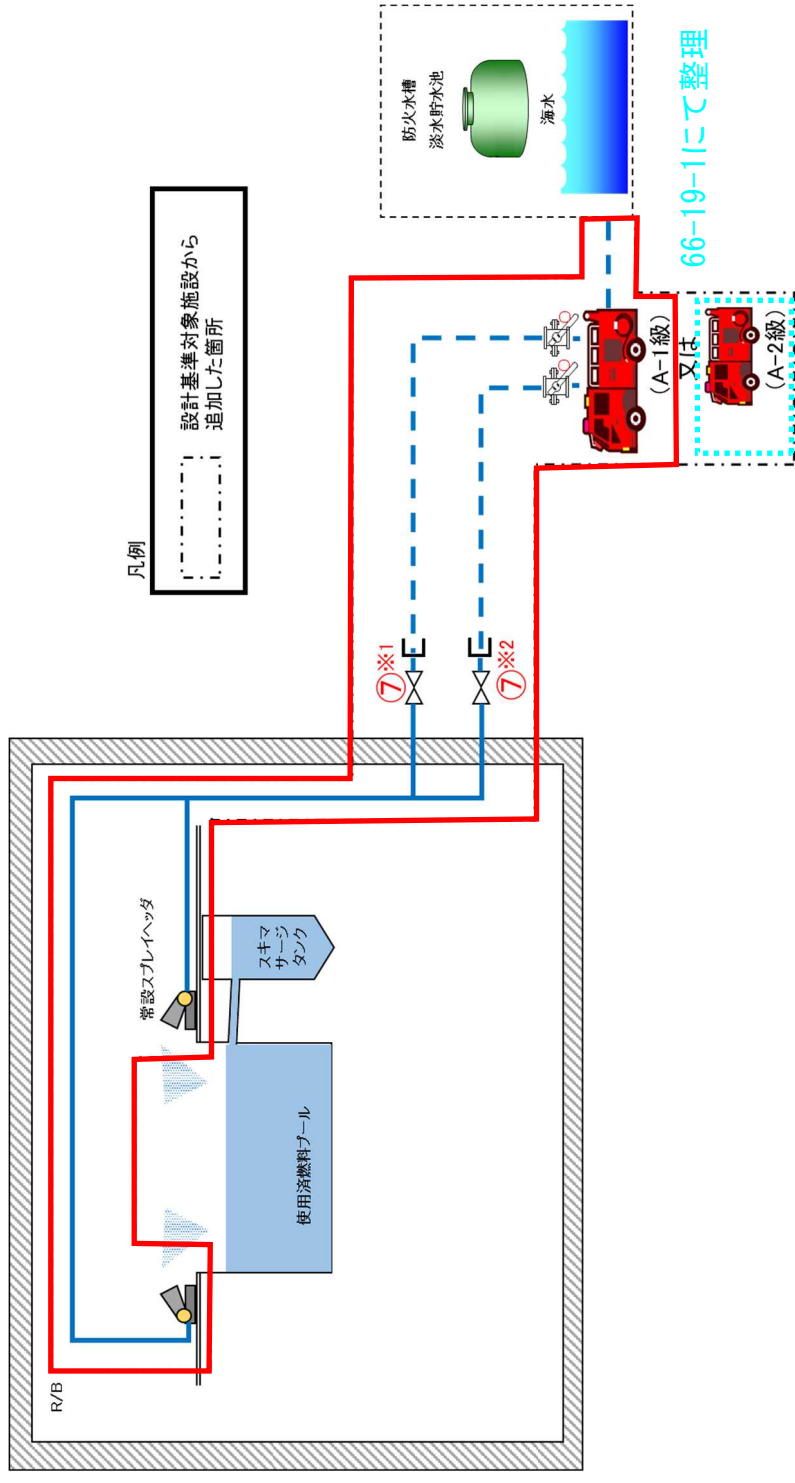 凡例
設計基準対象施設から
追加した箇所
R/B
常設スプレイヘッダ
スキマ
サージ
タンク
使用済燃料プール
⑦※1
⑦※2
防火水槽
淡水貯水池
海水
(A-1級)
又は
(A-2級)
66-19-1にて整理